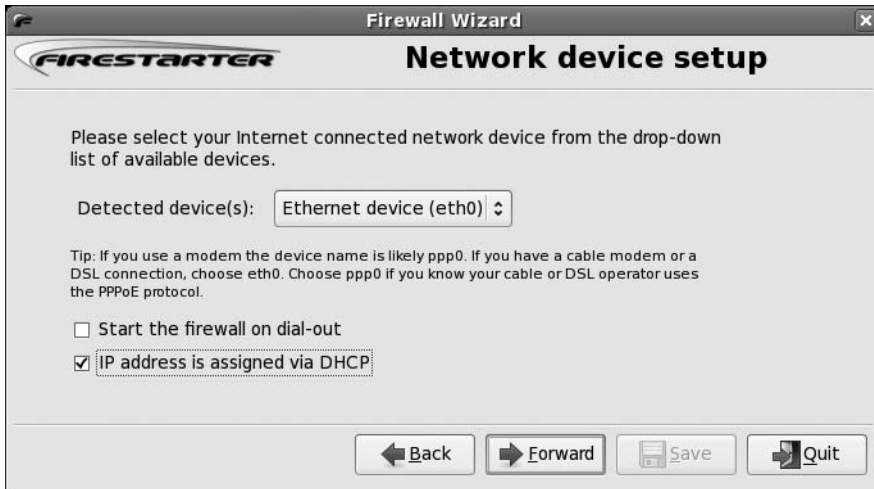 Firewall Wizard
FIRESTARTER
Network device setup
Please select your Internet connected network device from the drop-down
list of available devices.
Detected device(s):
Ethernet device (eth0)
Tip: If you use a modem the device name is likely ppp0. If you have a cable modem or a
DSL connection, choose eth0. Choose ppp0 if you know your cable or DSL operator uses
the PPPoE protocol.
Start the firewall on dial-out
IP address is assigned via DHCP
Back
Forward
Save
Quit